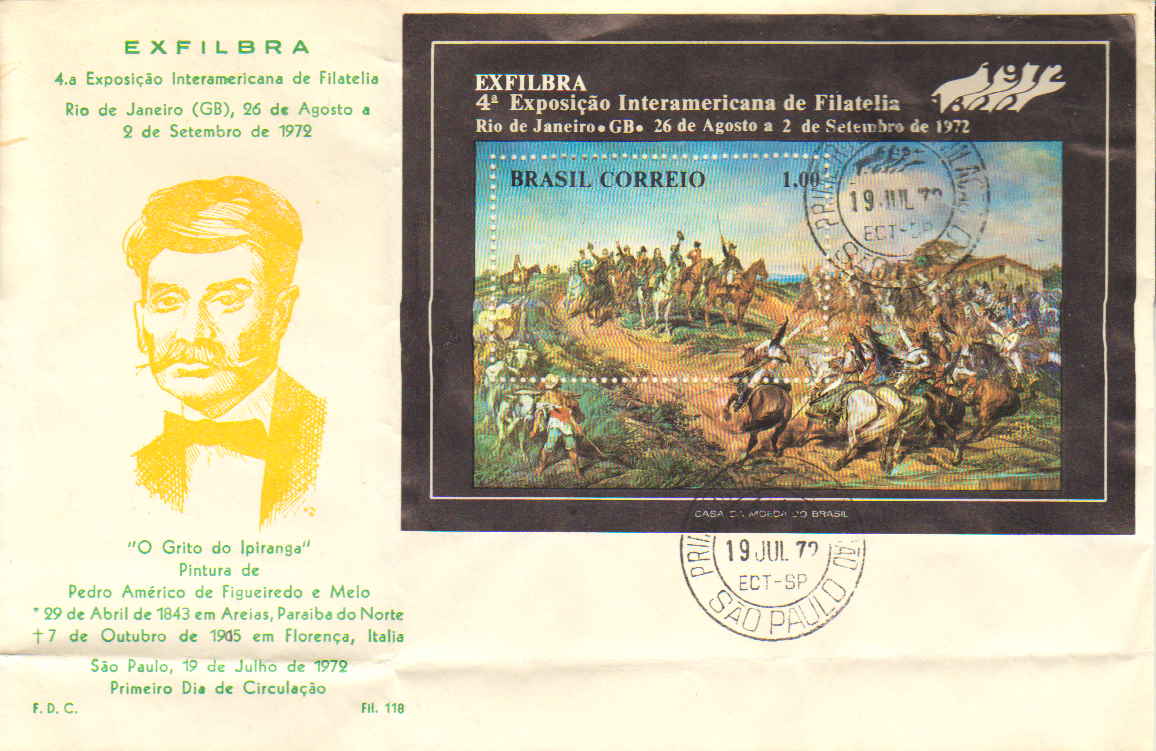 EXFILBRA
4.a Exposição Interamericana de Filatelia
Rio de Janeiro (GB), 26 de Agosto a
2 de Setembro de 1972
"O Grito do Ipiranga"
Pintura de
Pedro Américo de Figueiredo e Melo
* 29 de Abril de 1843 em Areias, Paraiba do Norte
† 7 de Outubro de 1905 em Florença, Italia
São Paulo, 19 de Julho de 1972
Primeiro Dia de Circulação
F. D. C.
Fil. 118
EXFILBRA
4ª Exposição Interamericana de Filatelia
Rio de Janeiro • GB • 26 de Agosto a 2 de Setembro de 1972
1972
1822
BRASIL CORREIO 1.00
19 JUL 72
ECT-SP
CASA DA MOEDA DO BRASIL
19 JUL 72
ECT-SP
SÃO PAULO